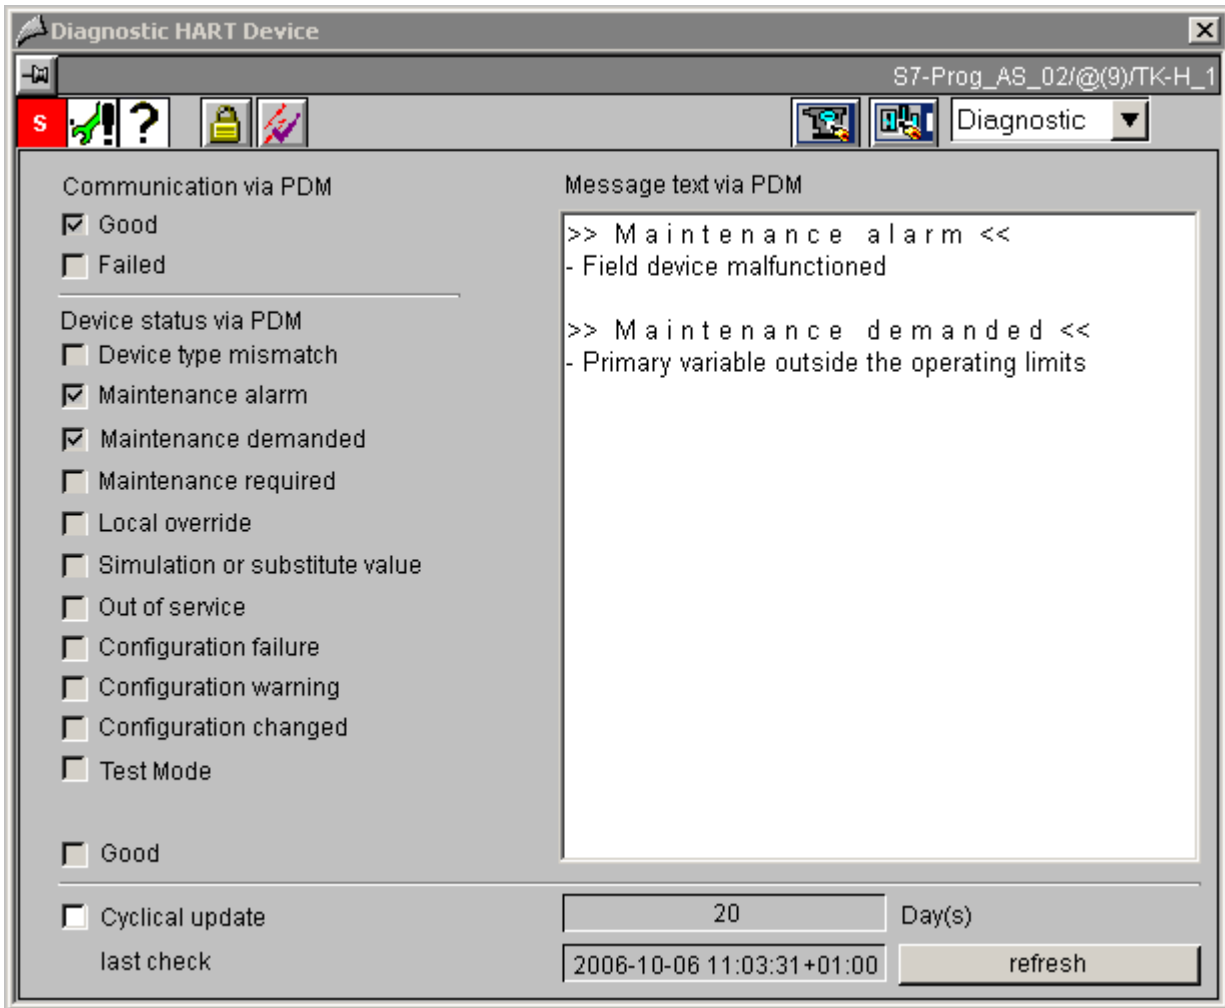 Diagnostic HART Device
S7-Prog_AS_02/@(9)/TK-H_1
S
?
Diagnostic
Communication via PDM
Good
Failed
Device status via PDM
Device type mismatch
Maintenance alarm
Maintenance demanded
Maintenance required
Local override
Simulation or substitute value
Out of service
Configuration failure
Configuration warning
Configuration changed
Test Mode
Good
Message text via PDM
>> M a i n t e n a n c e  a l a r m <<
- Field device malfunctioned
>> M a i n t e n a n c e  d e m a n d e d <<
- Primary variable outside the operating limits
Cyclical update
20 Day(s)
last check
2006-10-06 11:03:31+01:00
refresh